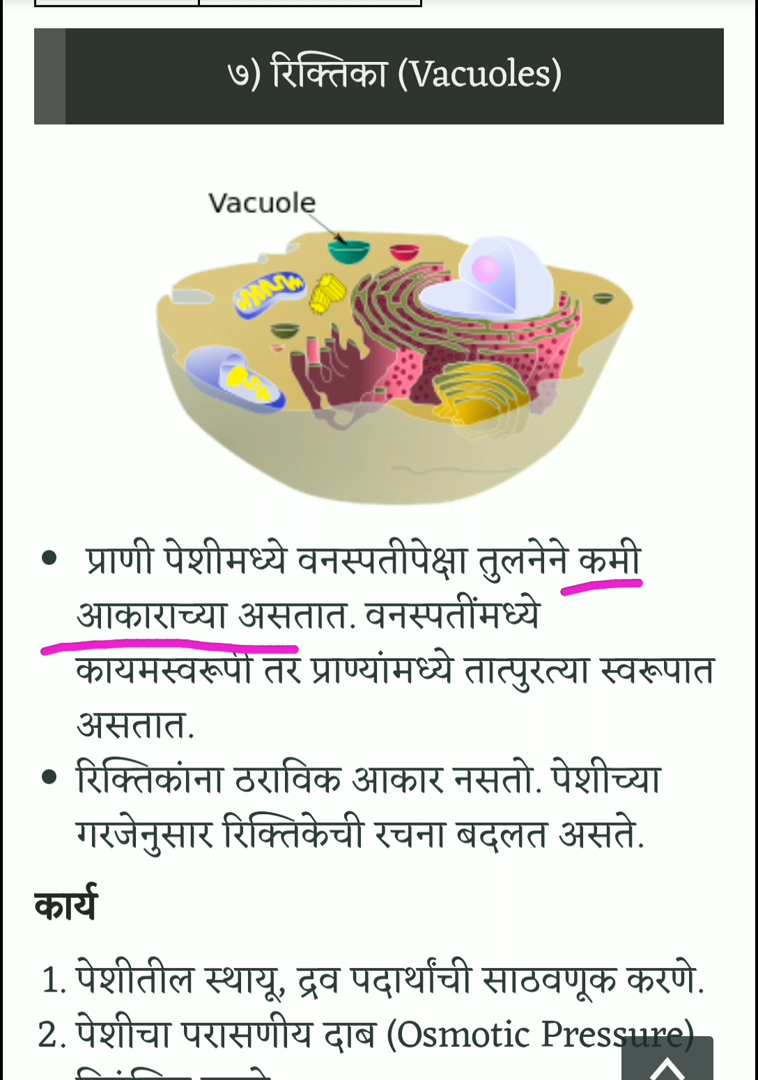 ७) रिक्तिका (Vacuoles)
Vacuole
• प्राणी पेशीमध्ये वनस्पतीपेक्षा तुलनेने कमी
आकाराच्या असतात. वनस्पतींमध्ये
कायमस्वरूपी तर प्राण्यांमध्ये तात्पुरत्या स्वरूपात
असतात.
• रिक्तिकांना ठराविक आकार नसतो. पेशीच्या
गरजेनुसार रिक्तिकेची रचना बदलत असते.
कार्य
1. पेशीतील स्थायू, द्रव पदार्थांची साठवणूक करणे.
2. पेशीचा परासणीय दाब (Osmotic Pressure)